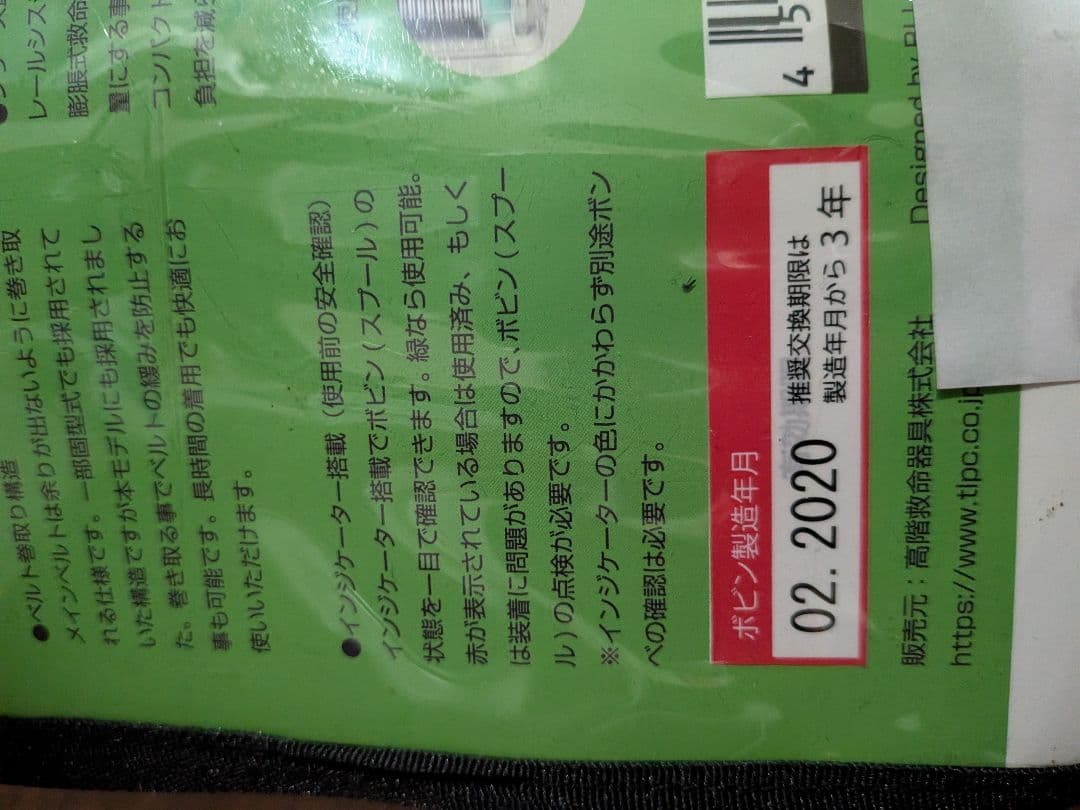 レールシス
膨脹式救命
量にする事
コンパクト
負担を減ら
●ベルト巻取り構造
メインベルトは余りが出ないように巻き取
れる仕様です。一部固型式でも採用されて
いた構造ですが本モデルにも採用されまし
た。巻き取る事でベルトの緩みを防止する
事も可能です。長時間の着用でも快適にお
使いいただけます。
●インジケーター搭載（使用前の安全確認）
インジケーター搭載でボビン(スプール)の
状態を一目で確認できます。緑なら使用可能。
赤が表示されている場合は使用済み、もしく
は装着に問題がありますので、ボビン(スプー
ル)の点検が必要です。
※インジケーターの色にかかわらず別途ボン
ベの確認は必要です。
4 5
ボビン製造年月
02.2020
推奨交換期限は
製造年月から3年
販売元；高階救命器具株式会社
Designed by
https://www.tlpc.co.jp